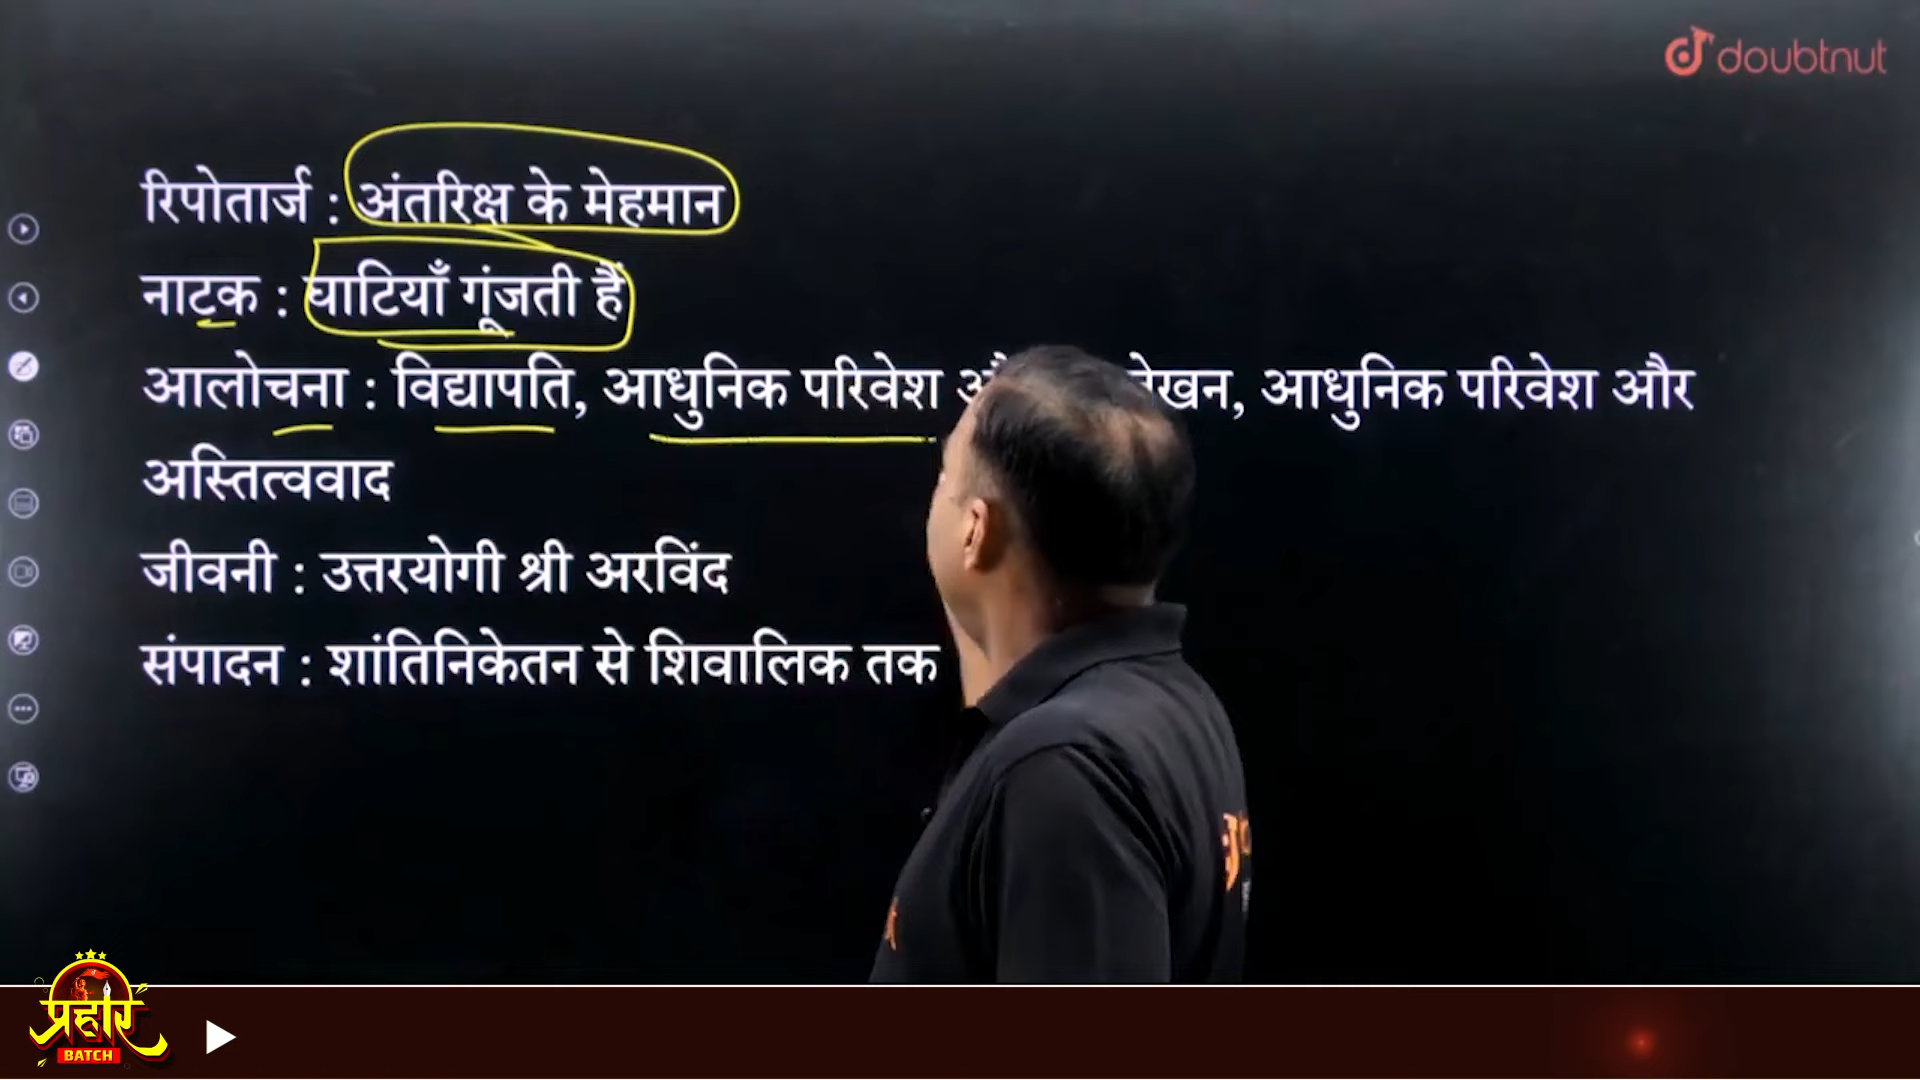 doubtnut
रिपोतार्ज : अंतरिक्ष के मेहमान
नाटक : घाटियाँ गूंजती हैं
आलोचना : विद्यापति, आधुनिक परिवेश आधुनिक परिवेश और
अस्तित्ववाद
जीवनी : उत्तरयोगी श्री अरविंद
संपादन : शांतिनिकेतन से शिवालिक तक
प्रहार
BATCH